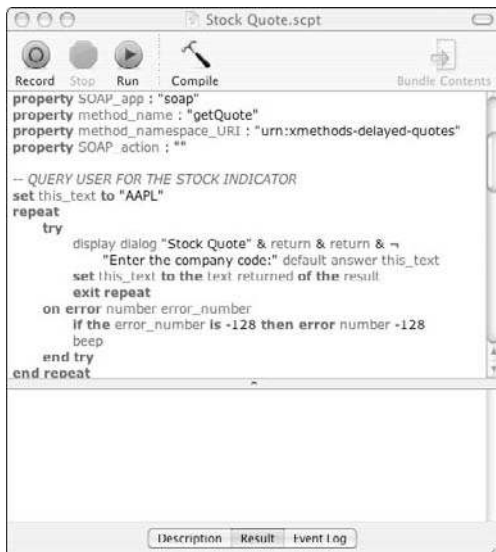 Stock Quote.scpt
Record Stop Run Compile Bundle Contents
property SOAP_app : "soap"
property method_name : "getQuote"
property method_namespace_URI : "urn:xmethods-delayed-quotes"
property SOAP_action : ""
-- QUERY USER FOR THE STOCK INDICATOR
set this_text to "AAPL"
repeat
try
display dialog "Stock Quote" & return & return & ¬
"Enter the company code:" default answer this_text
set this_text to the text returned of the result
exit repeat
on error number error_number
if the error_number is -128 then error number -128
beep
end try
end repeat
Description Result Event Log